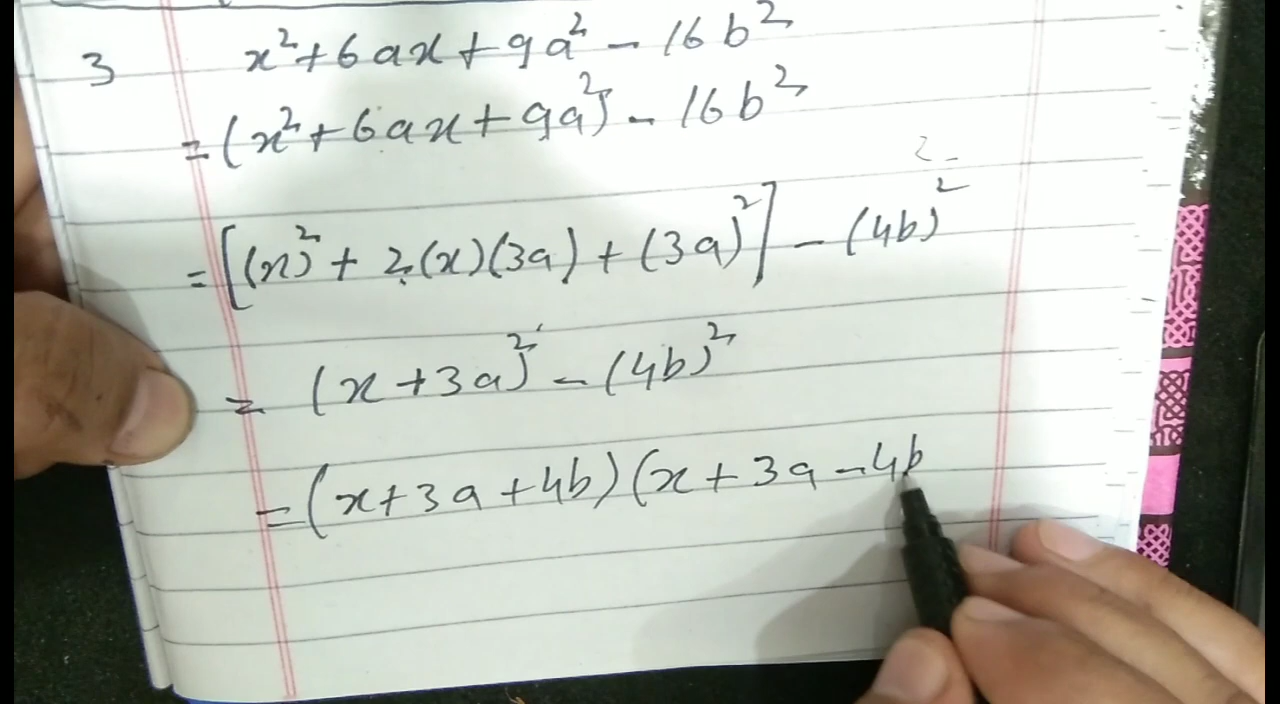 3 x² + 6ax + 9a² - 16b²
= (x² + 6ax + 9a²) - 16b²
= [(x)² + 2(x)(3a) + (3a)²] - (4b)²
= (x + 3a)² - (4b)²
= (x + 3a + 4b)(x + 3a - 4b